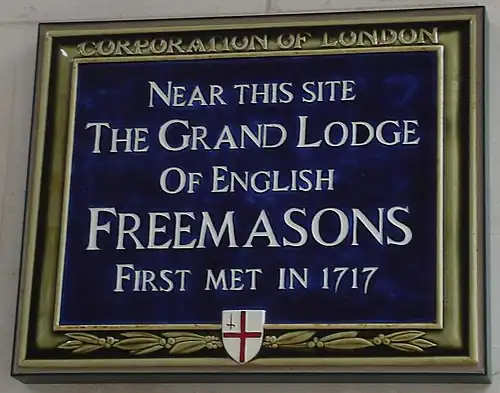 CORPORATION OF LONDON
NEAR THIS SITE
THE GRAND LODGE
OF ENGLISH
FREEMASONS
FIRST MET IN 1717